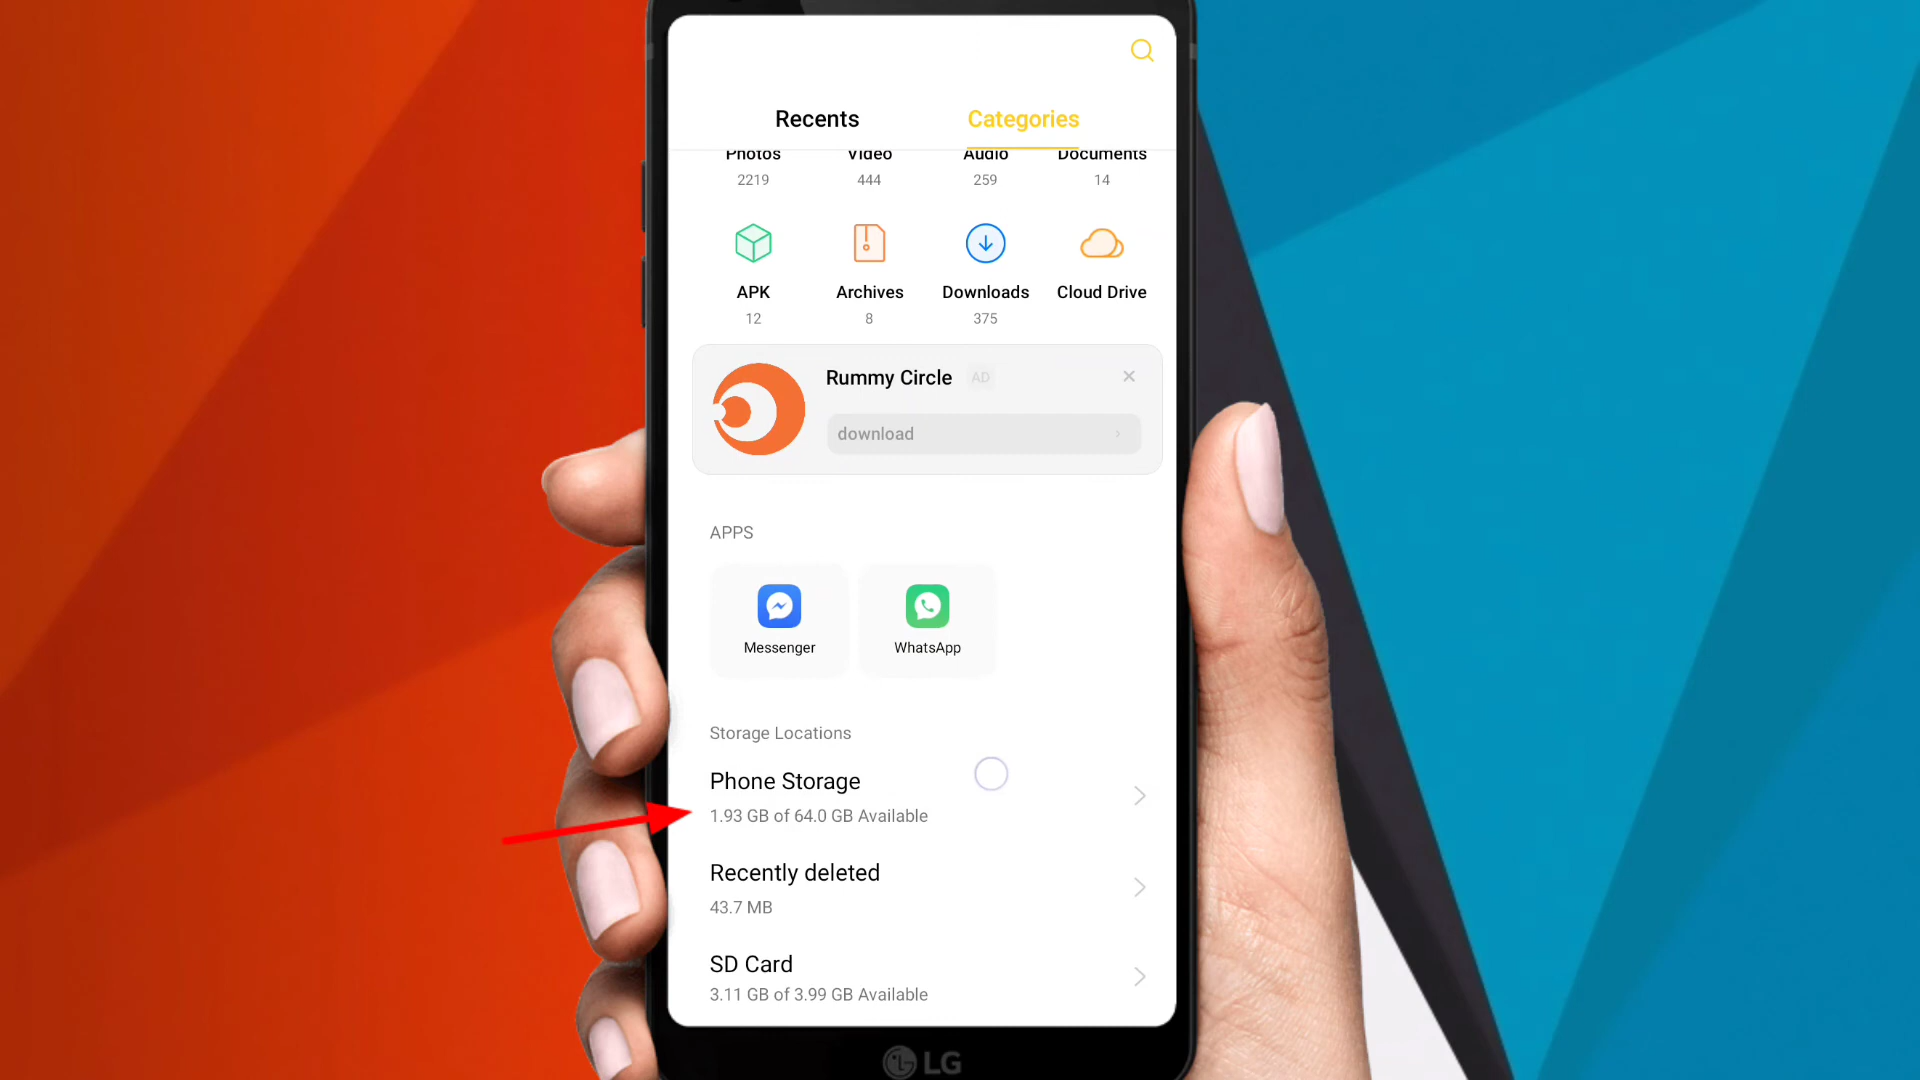 Recents Categories
Photos Video Audio Documents
2219 444 259 14
APK Archives Downloads Cloud Drive
12 8 375
Rummy Circle AD
download
APPS
Messenger WhatsApp
Storage Locations
Phone Storage
1.93 GB of 64.0 GB Available
Recently deleted
43.7 MB
SD Card
3.11 GB of 3.99 GB Available
LG